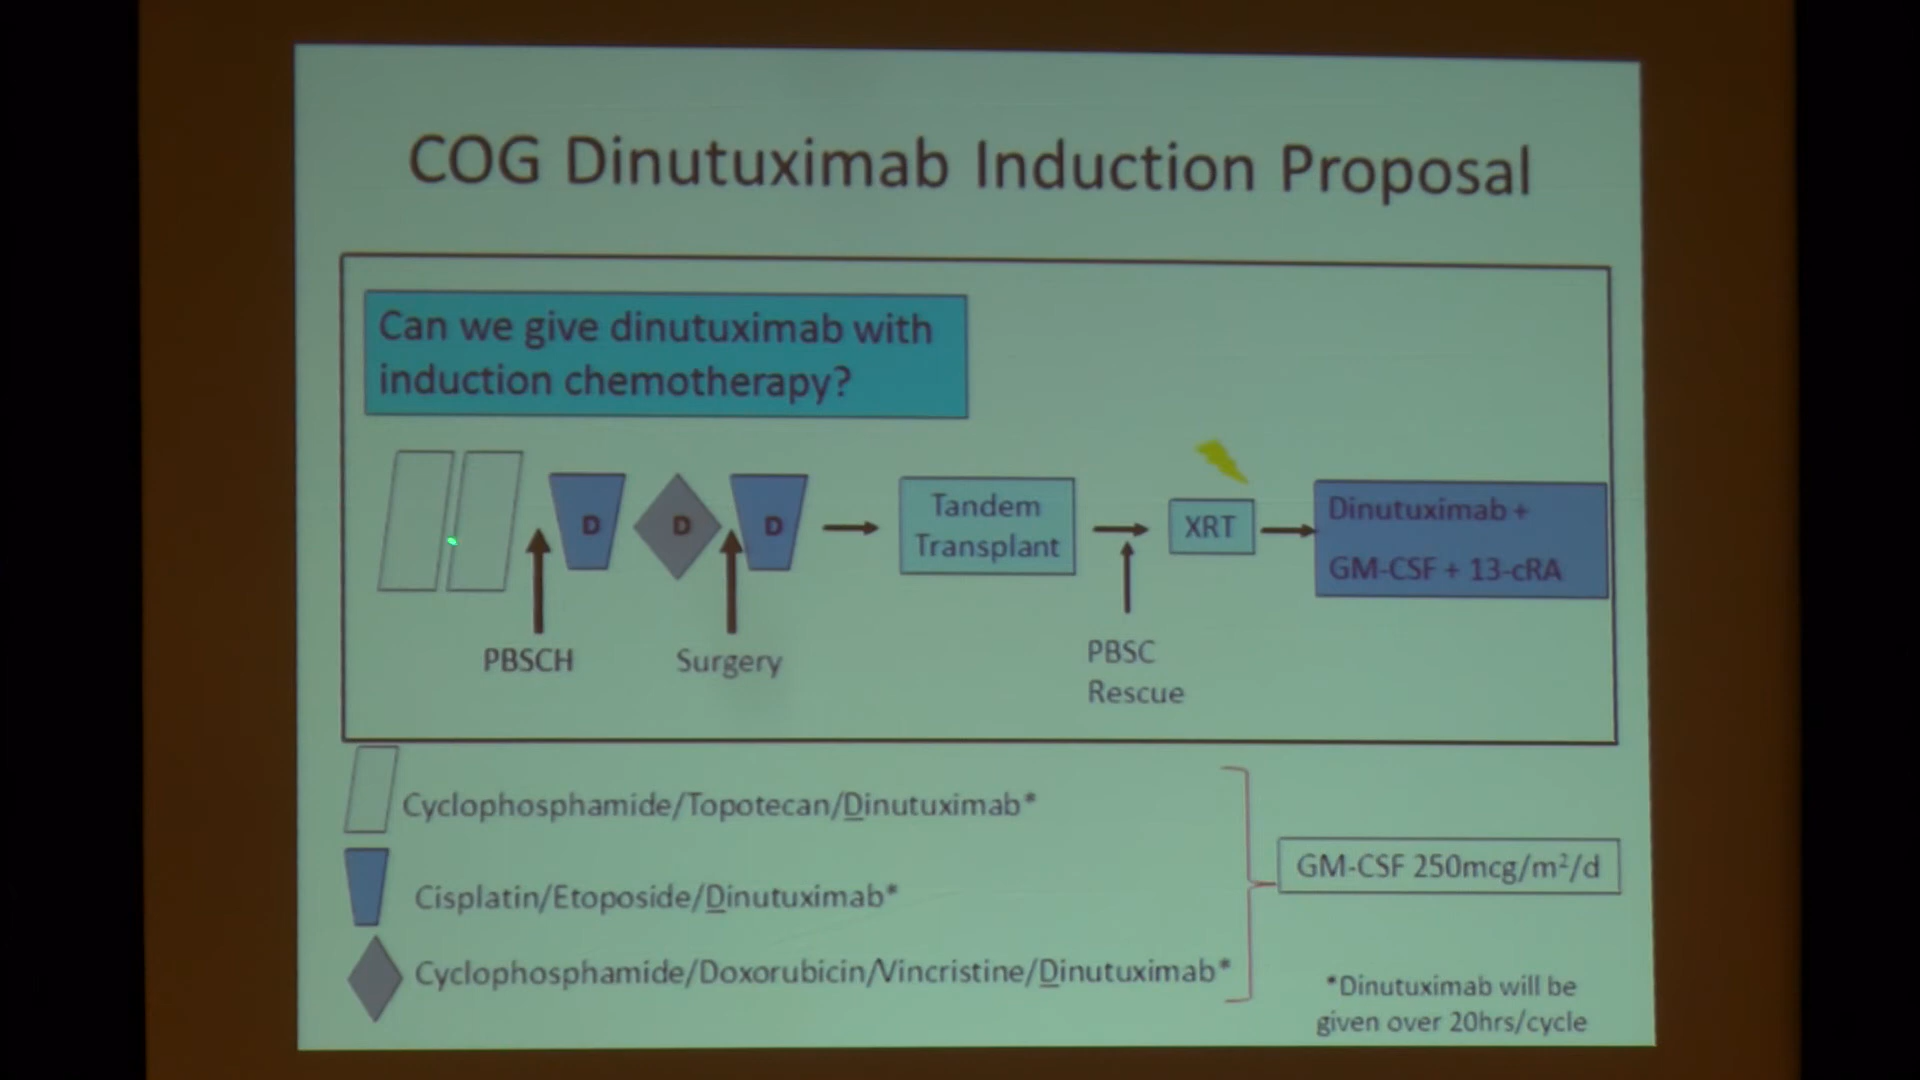 COG Dinutuximab Induction Proposal
Can we give dinutuximab with
induction chemotherapy?
D
D
D
Tandem
Transplant
XRT
Dinutuximab +
GM-CSF + 13-cRA
PBSCH
Surgery
PBSC
Rescue
Cyclophosphamide/Topotecan/Dinutuximab*
Cisplatin/Etoposide/Dinutuximab*
Cyclophosphamide/Doxorubicin/Vincristine/Dinutuximab*
GM-CSF 250mcg/m²/d
*Dinutuximab will be
given over 20hrs/cycle